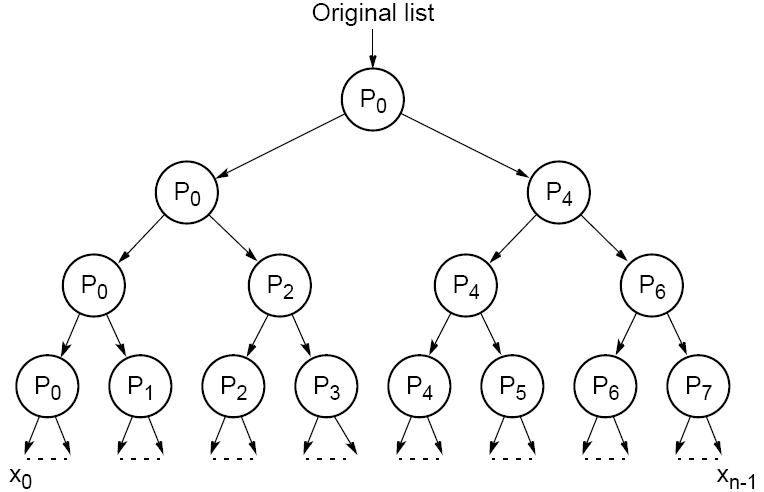 Original list
P0
P0 P4
P0 P2 P4 P6
P0 P1 P2 P3 P4 P5 P6 P7
x0 xn-1